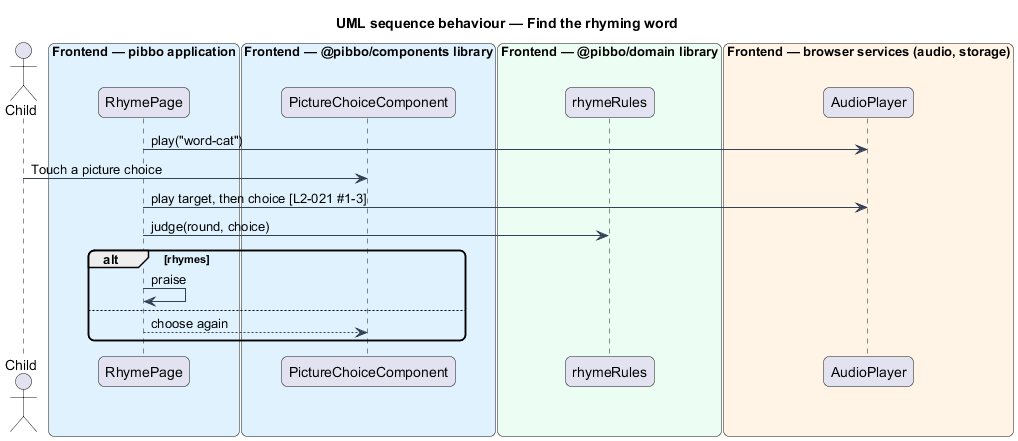 UML sequence behaviour — Find the rhyming word
Frontend — pibbo application
Frontend — @pibbo/components library
Frontend — @pibbo/domain library
Frontend — browser services (audio, storage)
Child
RhymePage
PictureChoiceComponent
rhymeRules
AudioPlayer
play("word-cat")
Touch a picture choice
play target, then choice [L2-021 #1-3]
judge(round, choice)
alt
[rhymes]
praise
choose again
Child
RhymePage
PictureChoiceComponent
rhymeRules
AudioPlayer